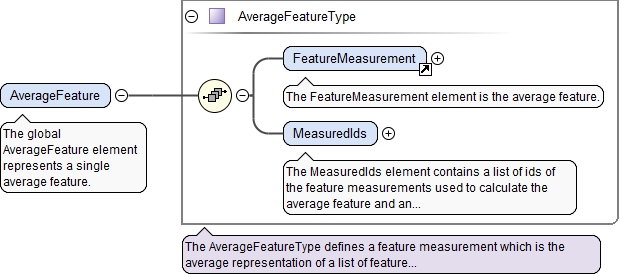 AverageFeatureType
FeatureMeasurement
The FeatureMeasurement element is the average feature.
AverageFeature
The global
AverageFeature element
represents a single
average feature.
MeasuredIds
The MeasuredIds element contains a list of ids of
the feature measurements used to calculate the
average feature and an...
The AverageFeatureType defines a feature measurement which is the
average representation of a list of feature...